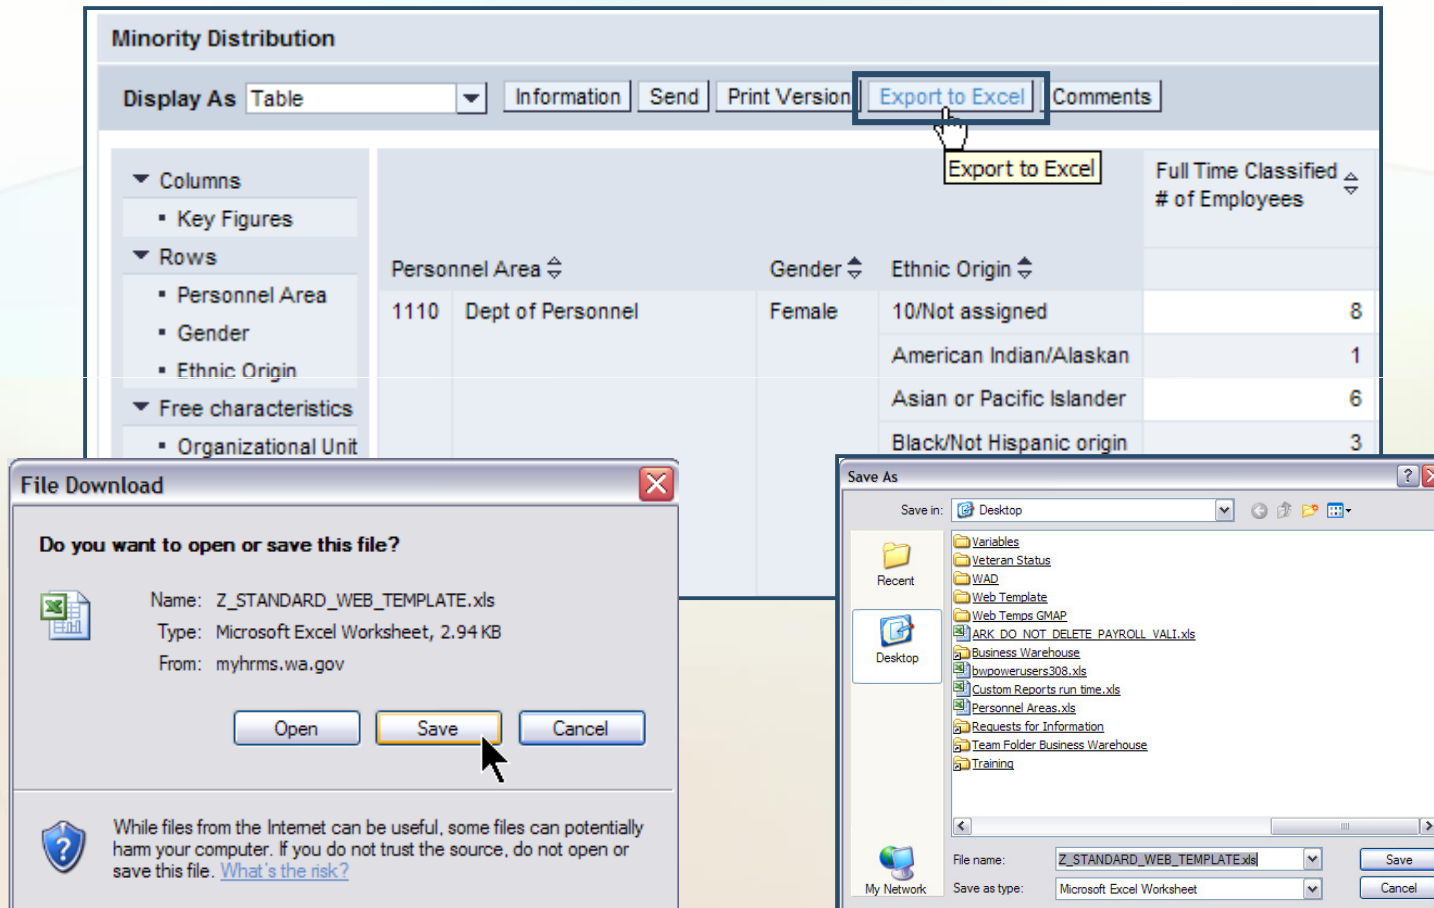 Minority Distribution
Display As Table Information Send Print Version Export to Excel Comments
Export to Excel
Columns
Key Figures
Rows
Personnel Area
Gender
Ethnic Origin
Free characteristics
Organizational Unit
Full Time Classified
# of Employees
Personnel Area Gender Ethnic Origin
1110 Dept of Personnel Female 10/Not assigned 8
American Indian/Alaskan 1
Asian or Pacific Islander 6
Black/Not Hispanic origin 3
File Download
Do you want to open or save this file?
Name: Z_STANDARD_WEB_TEMPLATE.xls
Type: Microsoft Excel Worksheet, 2.94 KB
From: myhrms.wa.gov
Open Save Cancel
While files from the Internet can be useful, some files can potentially
harm your computer. If you do not trust the source, do not open or
save this file. What's the risk?
Save As
Save in: Desktop
Recent
Desktop
My Network
Variables
Veteran Status
WAD
Web Template
Web Temps GMAP
ARK DO NOT DELETE PAYROLL VALI.xls
Business Warehouse
bwpowerusers308.xls
Custom Reports run time.xls
Personnel Areas.xls
Requests for Information
Team Folder Business Warehouse
Training
File name: Z_STANDARD_WEB_TEMPLATE.xls Save
Save as type: Microsoft Excel Worksheet Cancel